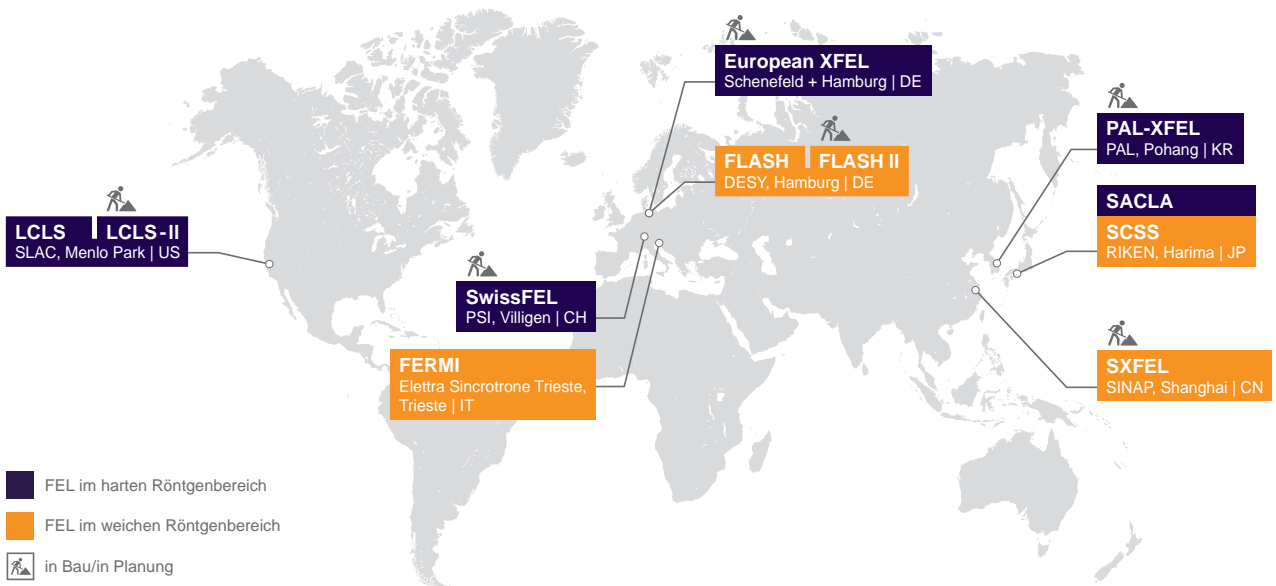 European XFEL
Schenefeld + Hamburg | DE
FLASH FLASH II
DESY, Hamburg | DE
PAL-XFEL
PAL, Pohang | KR
SACLA
SCSS
RIKEN, Harima | JP
LCLS LCLS-II
SLAC, Menlo Park | US
SwissFEL
PSI, Villigen | CH
FERMI
Elettra Sincrotrone Trieste,
Trieste | IT
SXFEL
SINAP, Shanghai | CN
FEL im harten Röntgenbereich
FEL im weichen Röntgenbereich
in Bau/in Planung